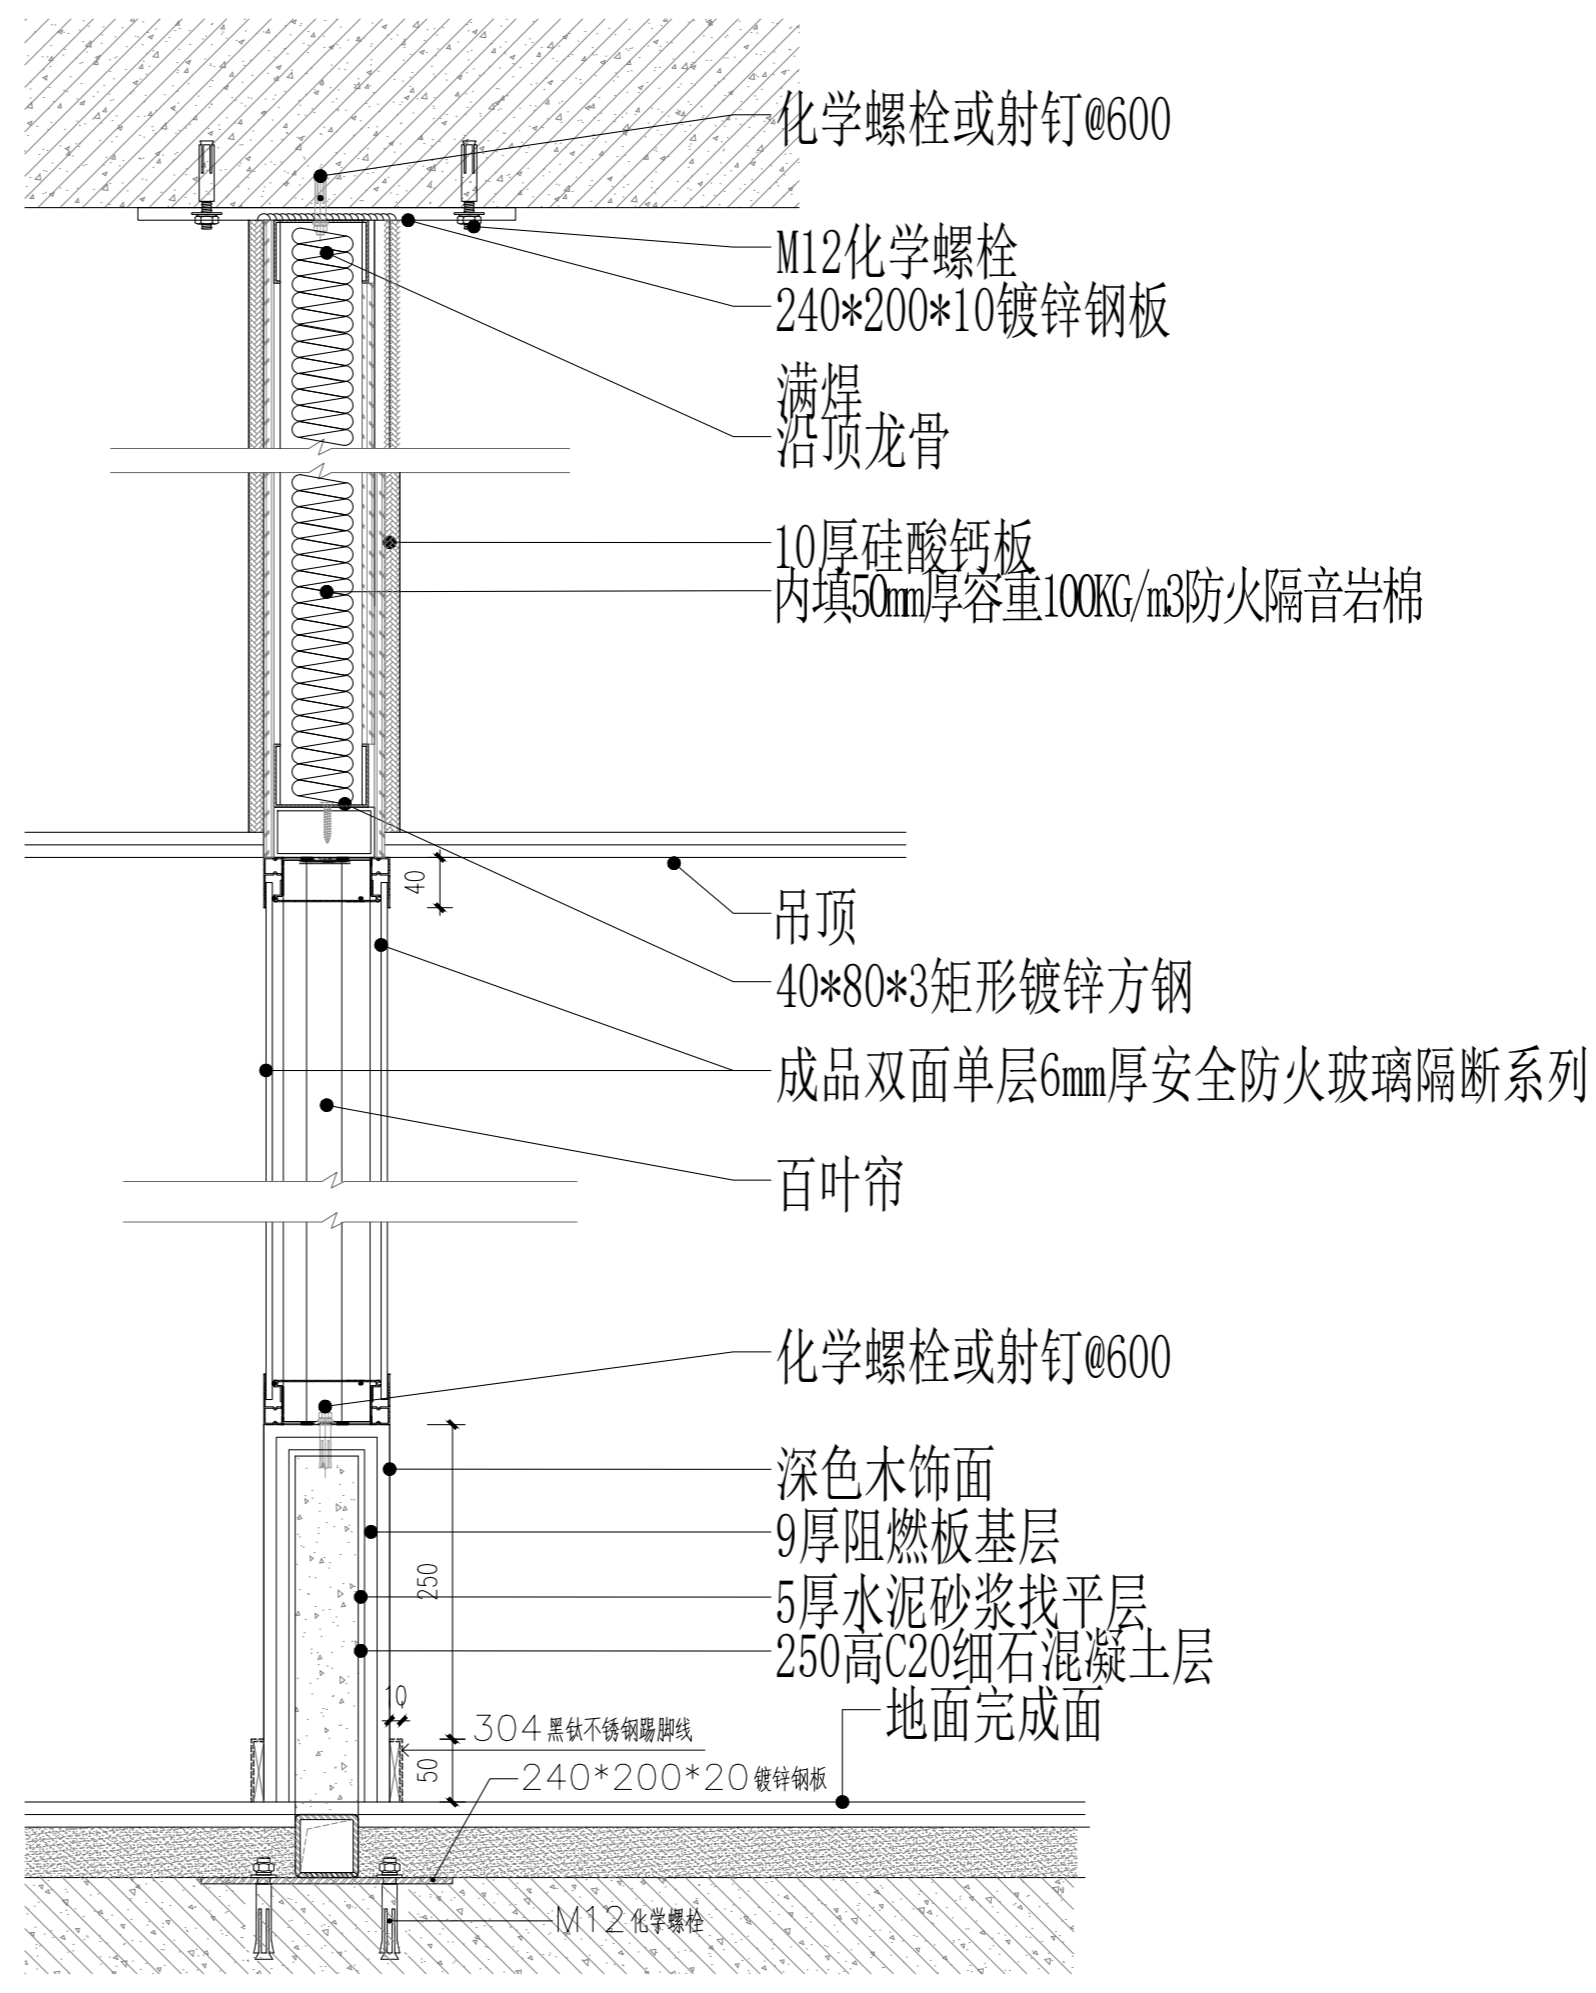 化学螺栓或射钉@600
M12化学螺栓
240*200*10镀锌钢板
满焊
沿顶龙骨
10厚硅酸钙板
内填50mm厚容重100KG/m3防火隔音岩棉
40
吊顶
40*80*3矩形镀锌方钢
成品双面单层6mm厚安全防火玻璃隔断系列
百叶帘
化学螺栓或射钉@600
深色木饰面
9厚阻燃板基层
250
5厚水泥砂浆找平层
250高C20细石混凝土层
10
地面完成面
304黑钛不锈钢踢脚线
50
240*200*20镀锌钢板
M12化学螺栓